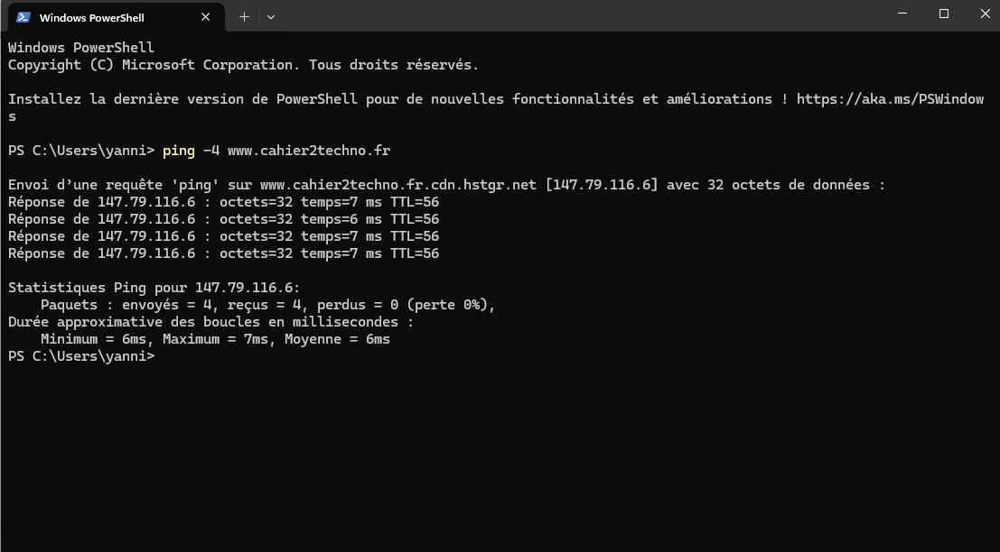 Windows PowerShell
Windows PowerShell
Copyright (C) Microsoft Corporation. Tous droits réservés.
Installez la dernière version de PowerShell pour de nouvelles fonctionnalités et améliorations ! https://aka.ms/PSWindow
s
PS C:\Users\yanni> ping -4 www.cahier2techno.fr
Envoi d’une requête 'ping' sur www.cahier2techno.fr.cdn.hstgr.net [147.79.116.6] avec 32 octets de données :
Réponse de 147.79.116.6 : octets=32 temps=7 ms TTL=56
Réponse de 147.79.116.6 : octets=32 temps=6 ms TTL=56
Réponse de 147.79.116.6 : octets=32 temps=7 ms TTL=56
Réponse de 147.79.116.6 : octets=32 temps=7 ms TTL=56
Statistiques Ping pour 147.79.116.6:
Paquets : envoyés = 4, reçus = 4, perdus = 0 (perte 0%),
Durée approximative des boucles en millisecondes :
Minimum = 6ms, Maximum = 7ms, Moyenne = 6ms
PS C:\Users\yanni>